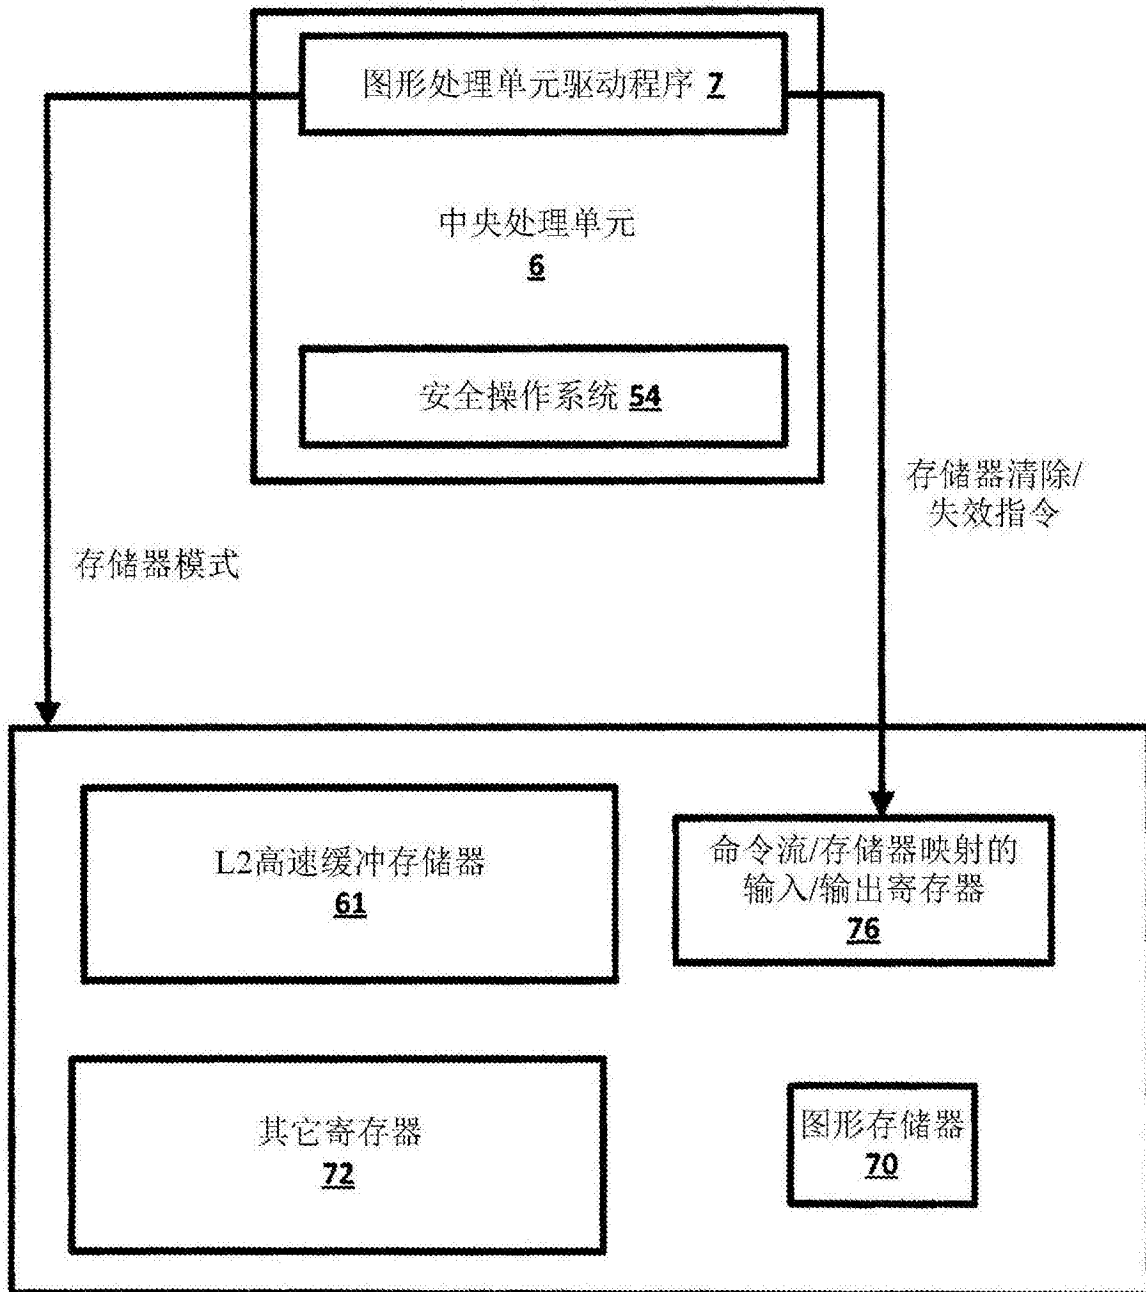 图形处理单元驱动程序 7
中央处理单元
6
安全操作系统 54
存储器清除/
失效指令
存储器模式
L2高速缓冲存储器
61
命令流/存储器映射的
输入/输出寄存器
76
其它寄存器
72
图形存储器
70